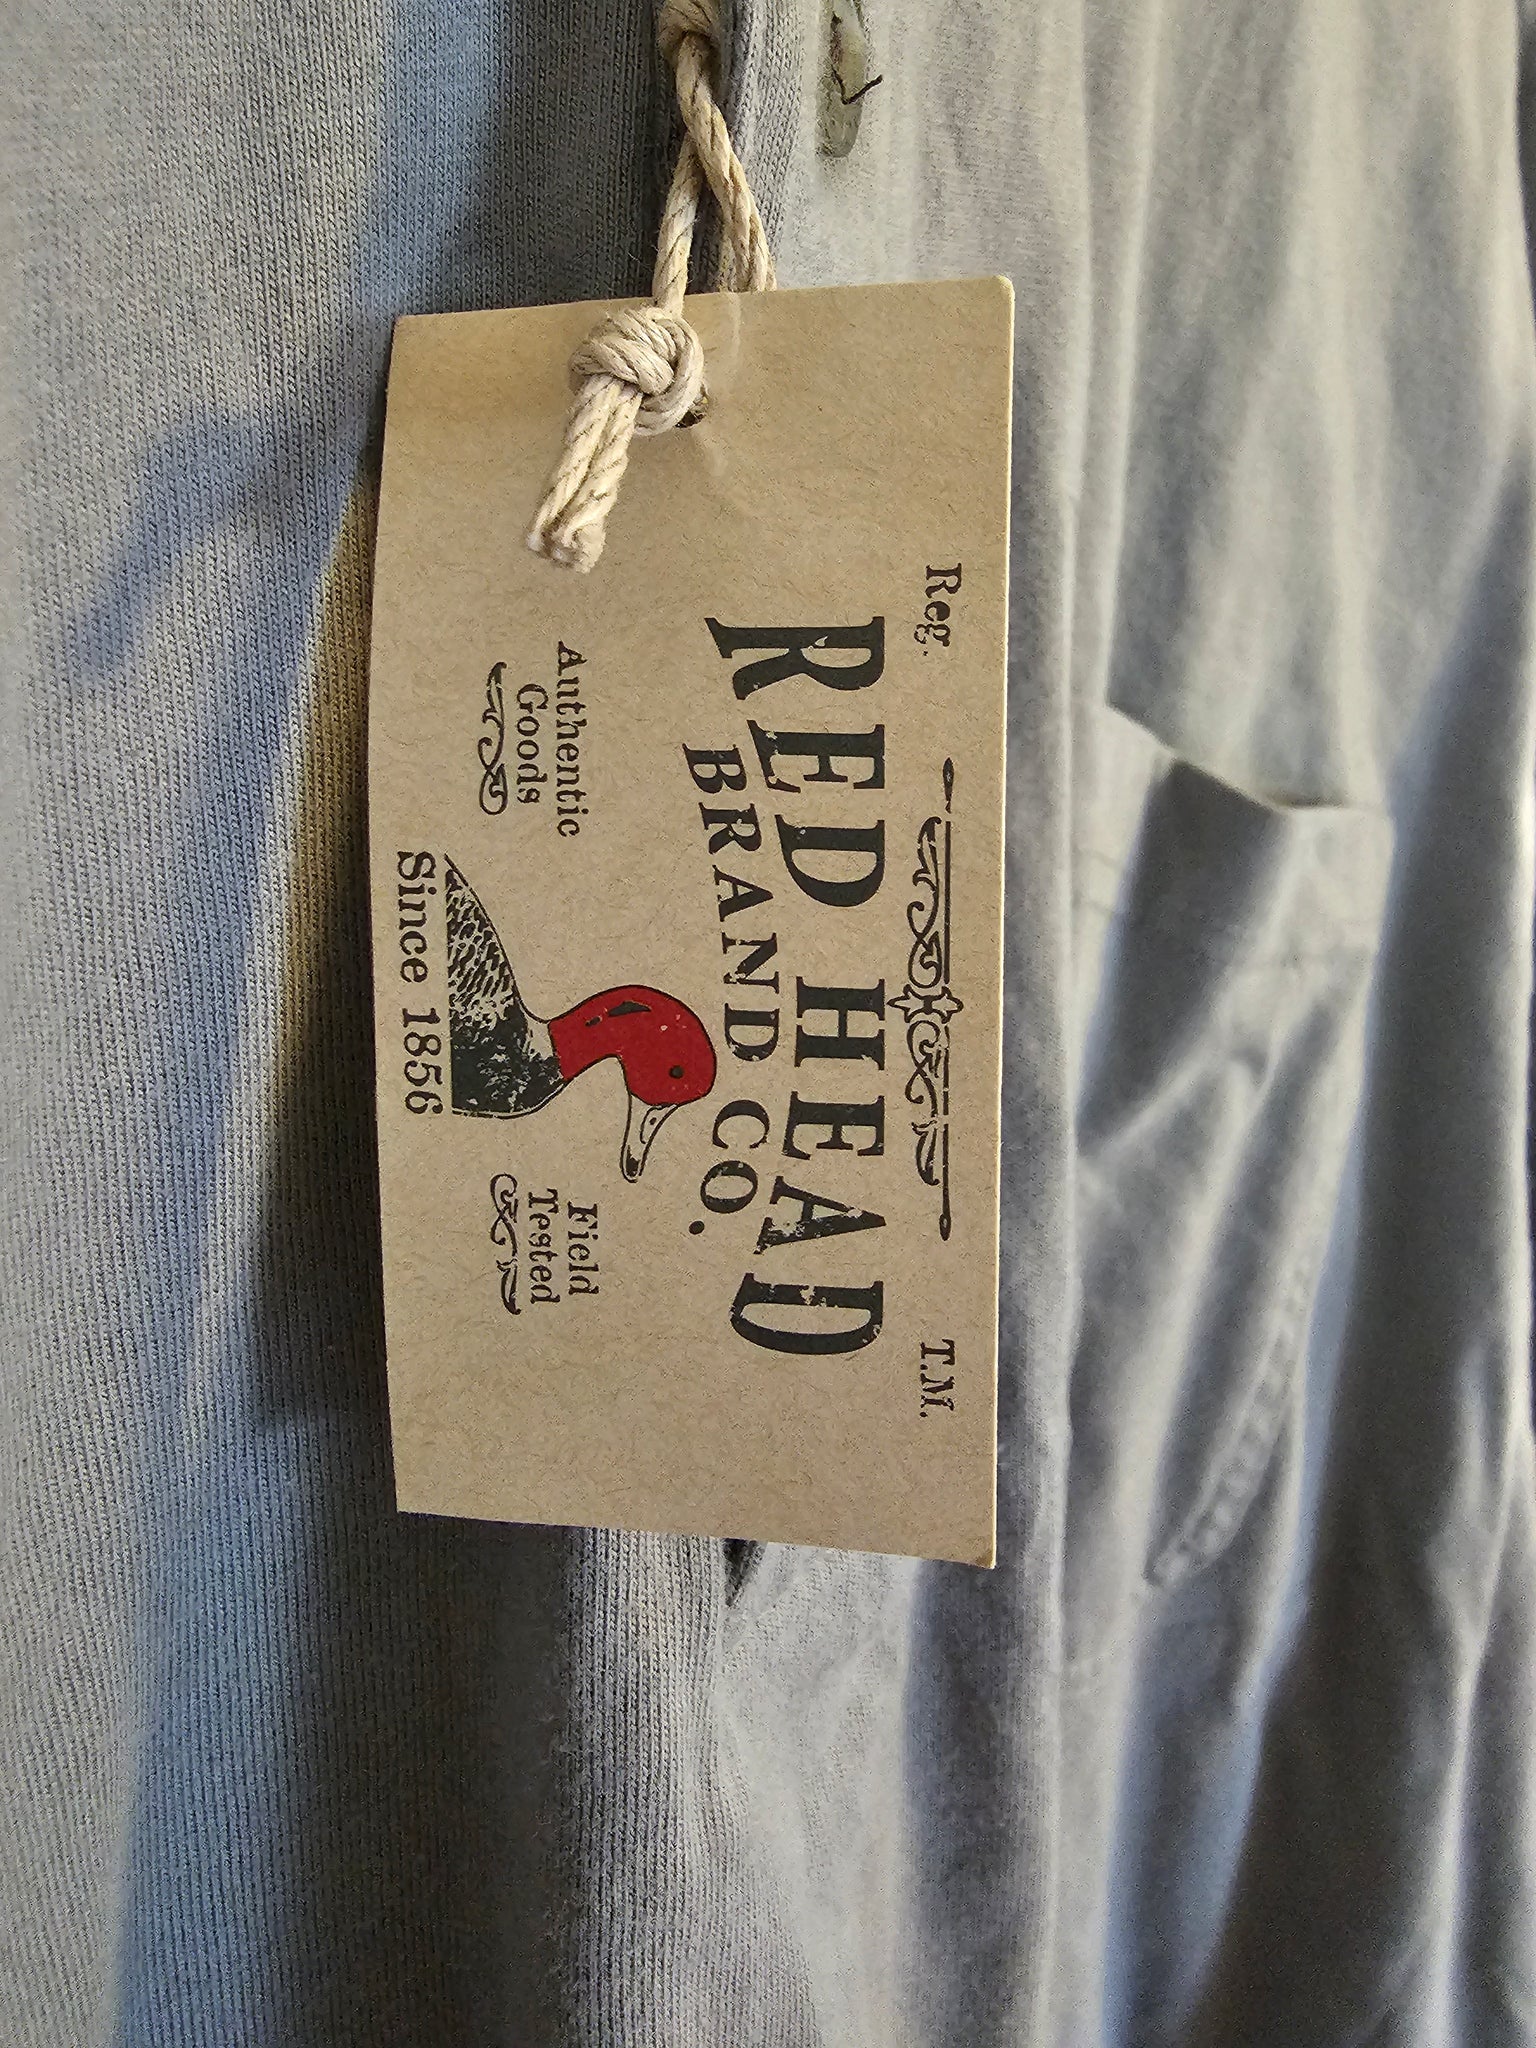 Reg. T.M.
RED HEAD
BRAND CO.
Authentic
Goods
Field
Tested
Since 1856